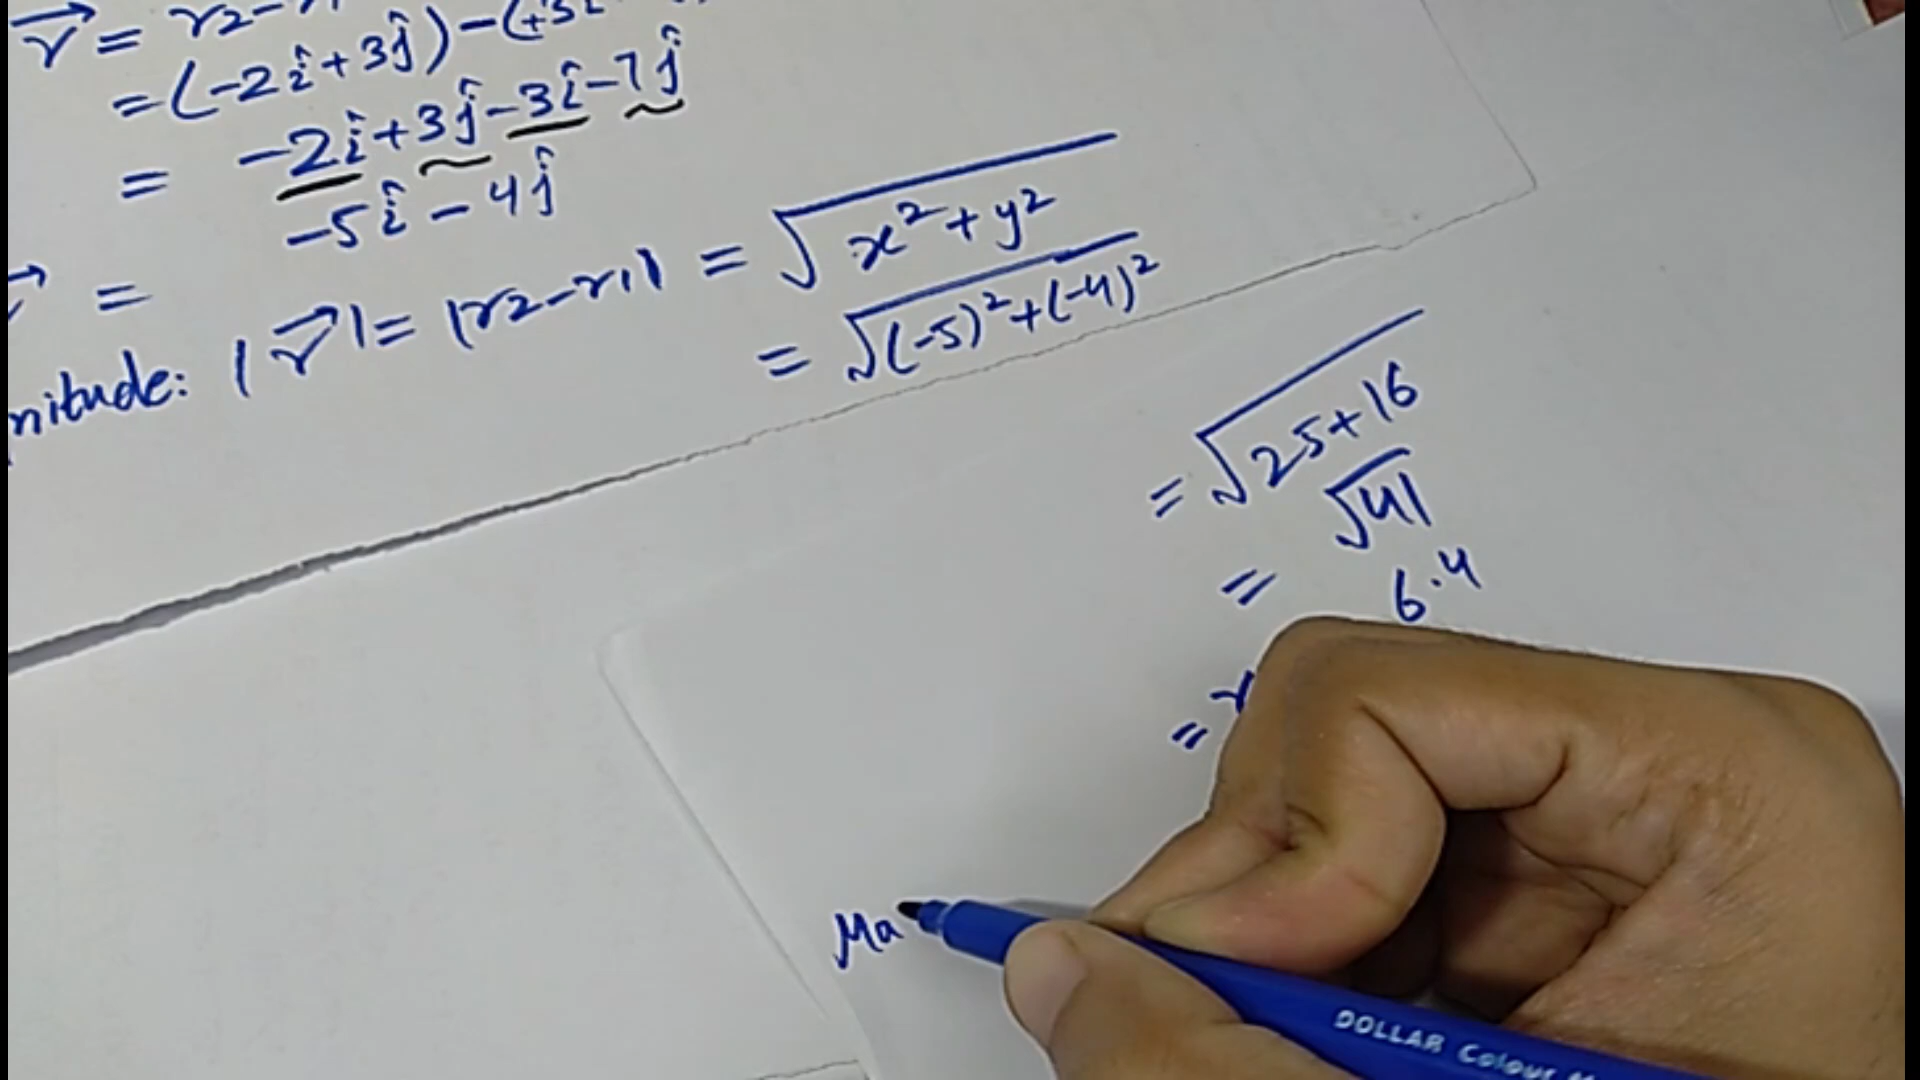 r⃗ = r2-r1
= (-2î+3ĵ)-(+3î
= -2î+3ĵ-3î-7ĵ
-5î-4ĵ
r⃗ =
nitude: |r⃗| = |r2-r1| = √x²+y²
= √(-5)²+(-4)²
= √25+16
= √41
6.4
= r
Ma
DOLLAR Colour